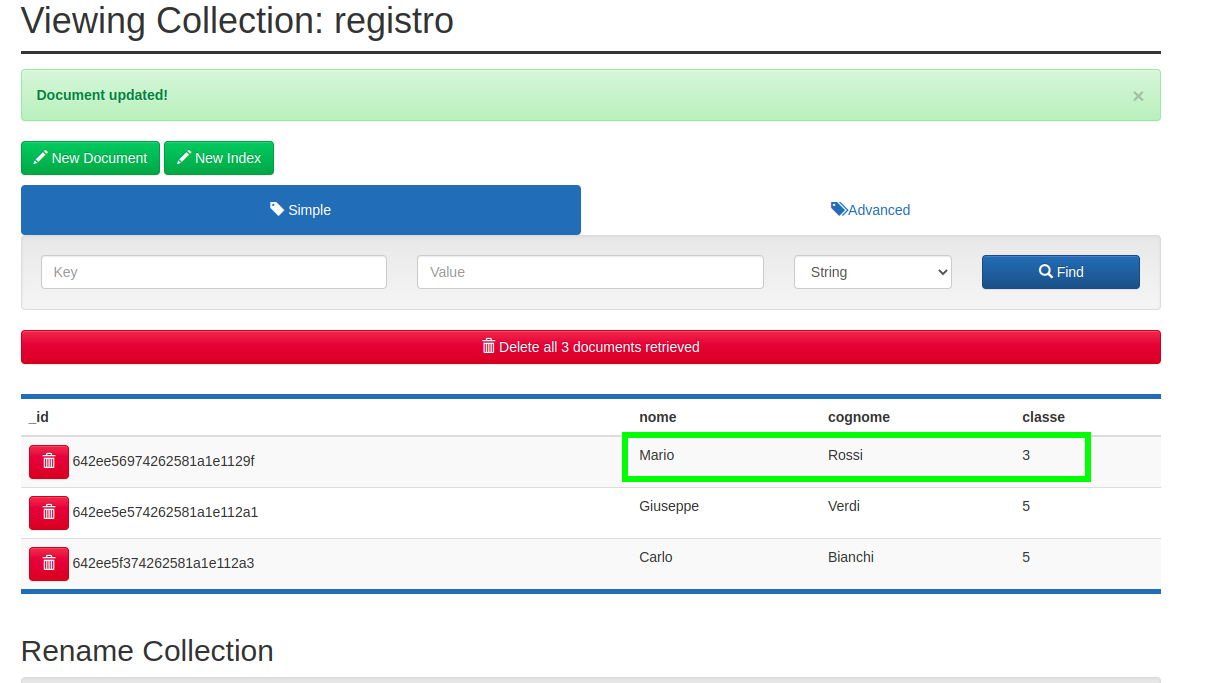 Viewing Collection: registro
Document updated! ×
New Document New Index
Simple Advanced
Key Value String Find
Delete all 3 documents retrieved
_id nome cognome classe
642ee56974262581a1e1129f Mario Rossi 3
642ee5e574262581a1e112a1 Giuseppe Verdi 5
642ee5f374262581a1e112a3 Carlo Bianchi 5
Rename Collection